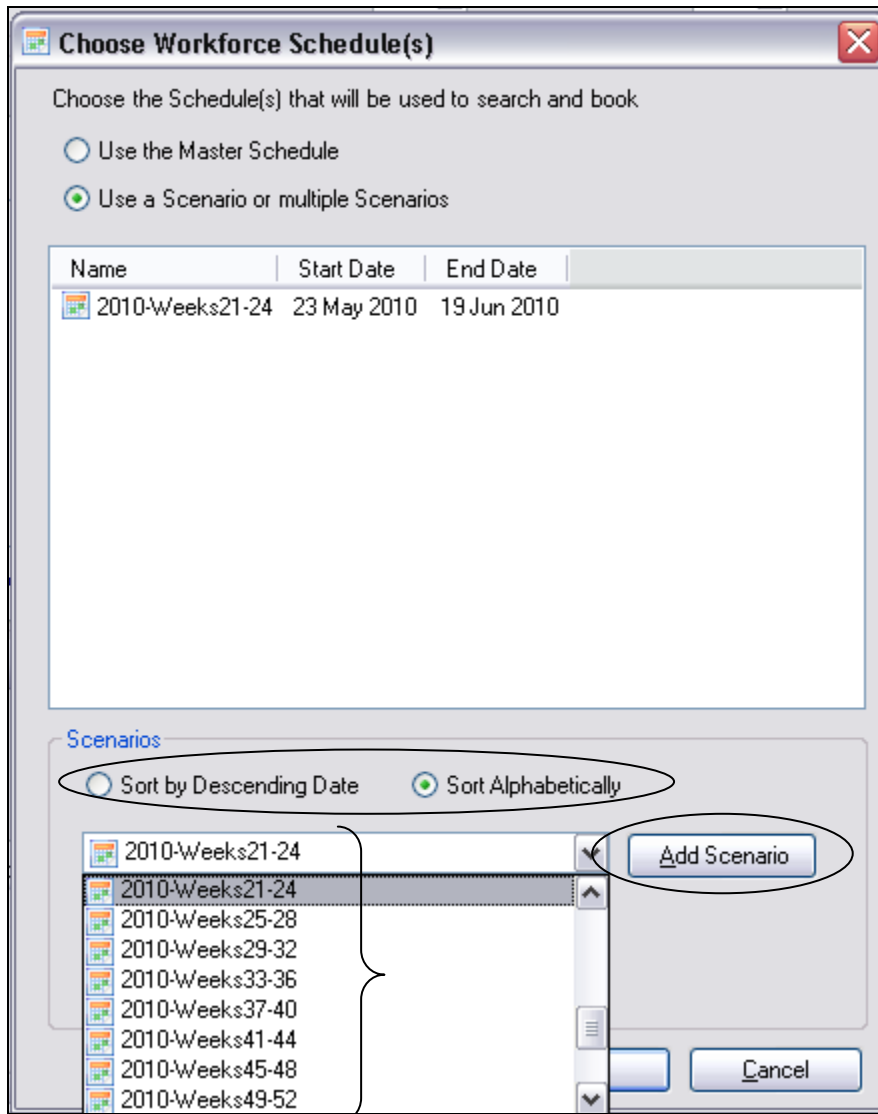 Choose Workforce Schedule(s)
Choose the Schedule(s) that will be used to search and book
Use the Master Schedule
Use a Scenario or multiple Scenarios
Name Start Date End Date
2010-Weeks21-24 23 May 2010 19 Jun 2010
Scenarios
Sort by Descending Date Sort Alphabetically
2010-Weeks21-24 Add Scenario
2010-Weeks21-24
2010-Weeks25-28
2010-Weeks29-32
2010-Weeks33-36
2010-Weeks37-40
2010-Weeks41-44
2010-Weeks45-48
2010-Weeks49-52
Cancel